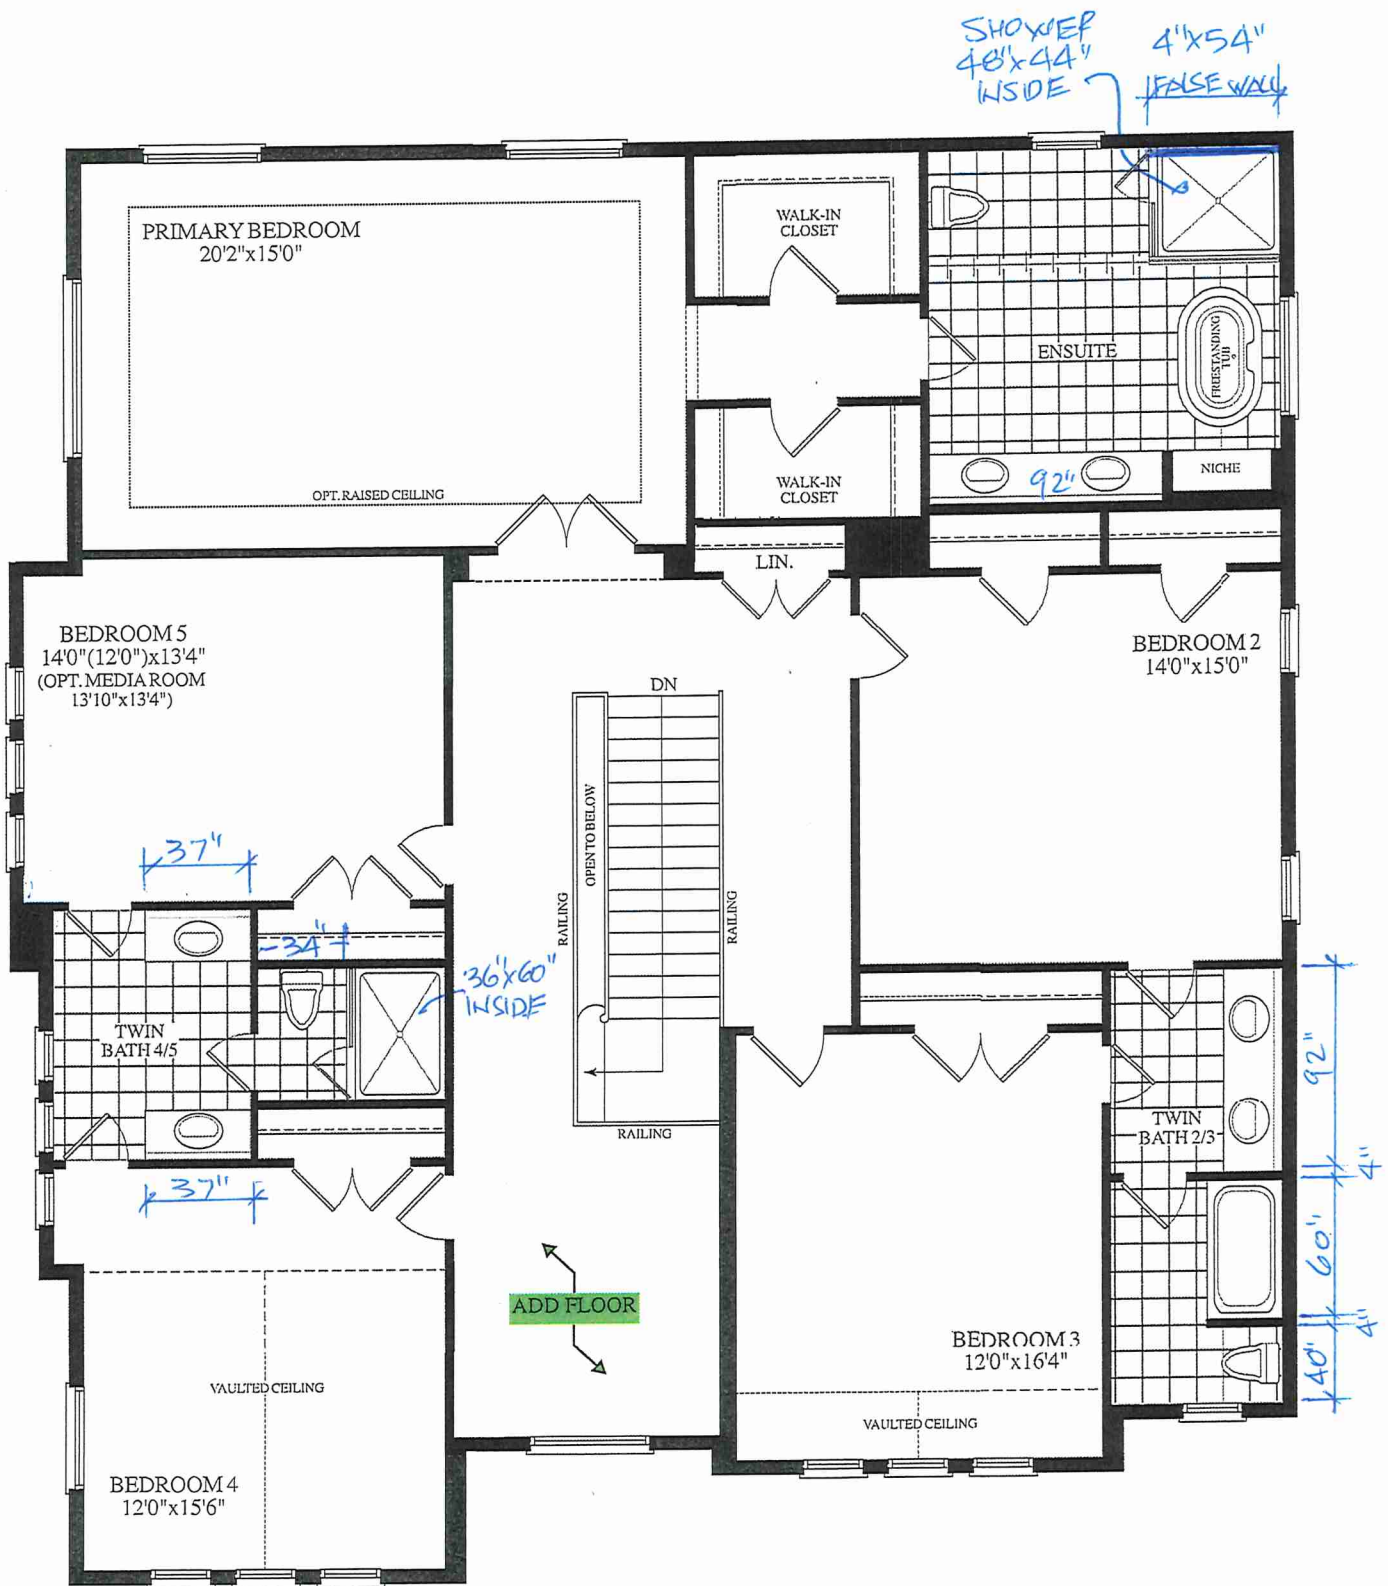 SHOWER
48"x44"
INSIDE
4"x54"
FALSE WALL
PRIMARY BEDROOM
20'2"x15'0"
OPT. RAISED CEILING
WALK-IN
CLOSET
WALK-IN
CLOSET
ENSUITE
FREESTANDING
TUB
92"
NICHE
LIN.
BEDROOM 5
14'0"(12'0")x13'4"
(OPT. MEDIA ROOM
13'10"x13'4")
BEDROOM 2
14'0"x15'0"
DN
OPEN TO BELOW
RAILING
RAILING
RAILING
37"
34"
36"x60"
INSIDE
TWIN
BATH 4/5
37"
TWIN
BATH 2/3
92"
4"
60"
4"
40"
ADD FLOOR
BEDROOM 3
12'0"x16'4"
VAULTED CEILING
VAULTED CEILING
BEDROOM 4
12'0"x15'6"